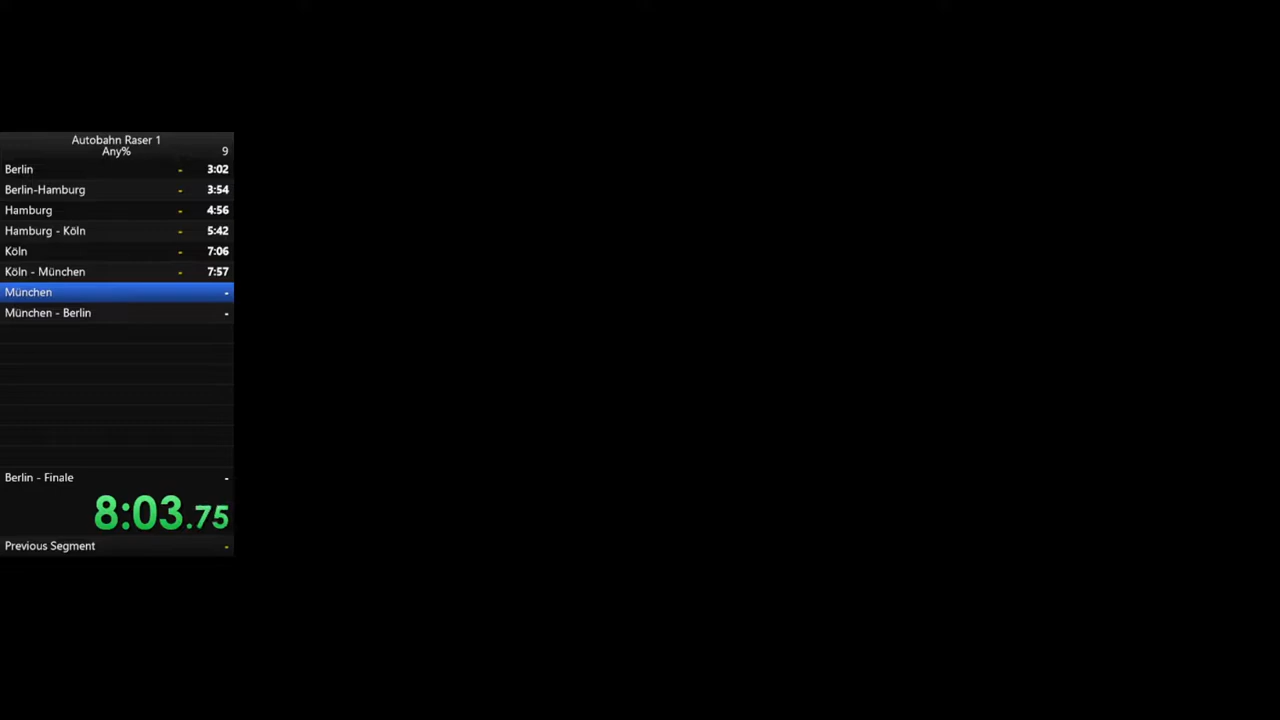 Autobahn Raser 1
Any% 9
Berlin - 3:02
Berlin-Hamburg - 3:54
Hamburg - 4:56
Hamburg - Köln - 5:42
Köln - 7:06
Köln - München - 7:57
München -
München - Berlin -
Berlin - Finale -
8:03.75
Previous Segment -